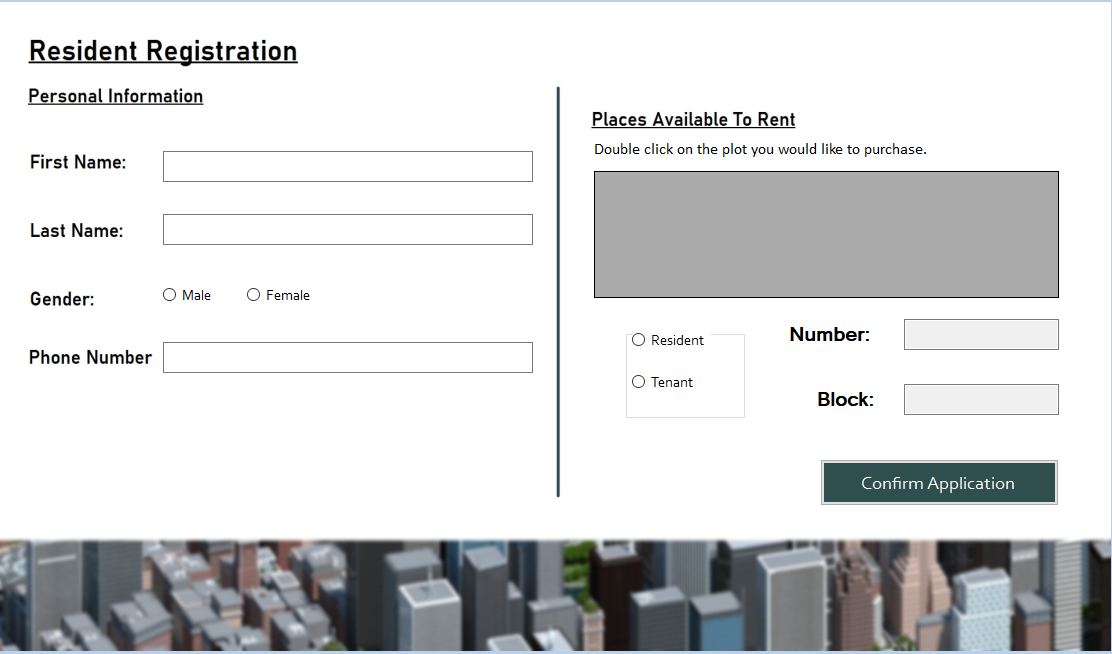 Resident Registration
Personal Information
First Name:
Last Name:
Gender:
Male
Female
Phone Number
Places Available To Rent
Double click on the plot you would like to purchase.
Resident
Tenant
Number:
Block:
Confirm Application